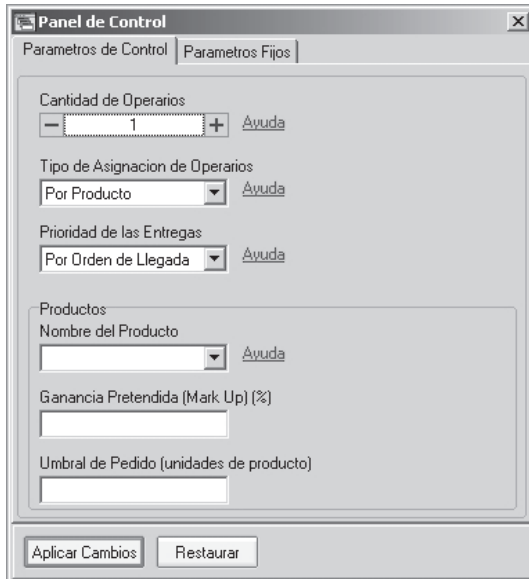 Panel de Control
Parametros de Control Parametros Fijos
Cantidad de Operarios
1 Ayuda
Tipo de Asignacion de Operarios
Por Producto Ayuda
Prioridad de las Entregas
Por Orden de Llegada Ayuda
Productos
Nombre del Producto
Ayuda
Ganancia Pretendida (Mark Up) (%)
Umbral de Pedido (unidades de producto)
Aplicar Cambios Restaurar